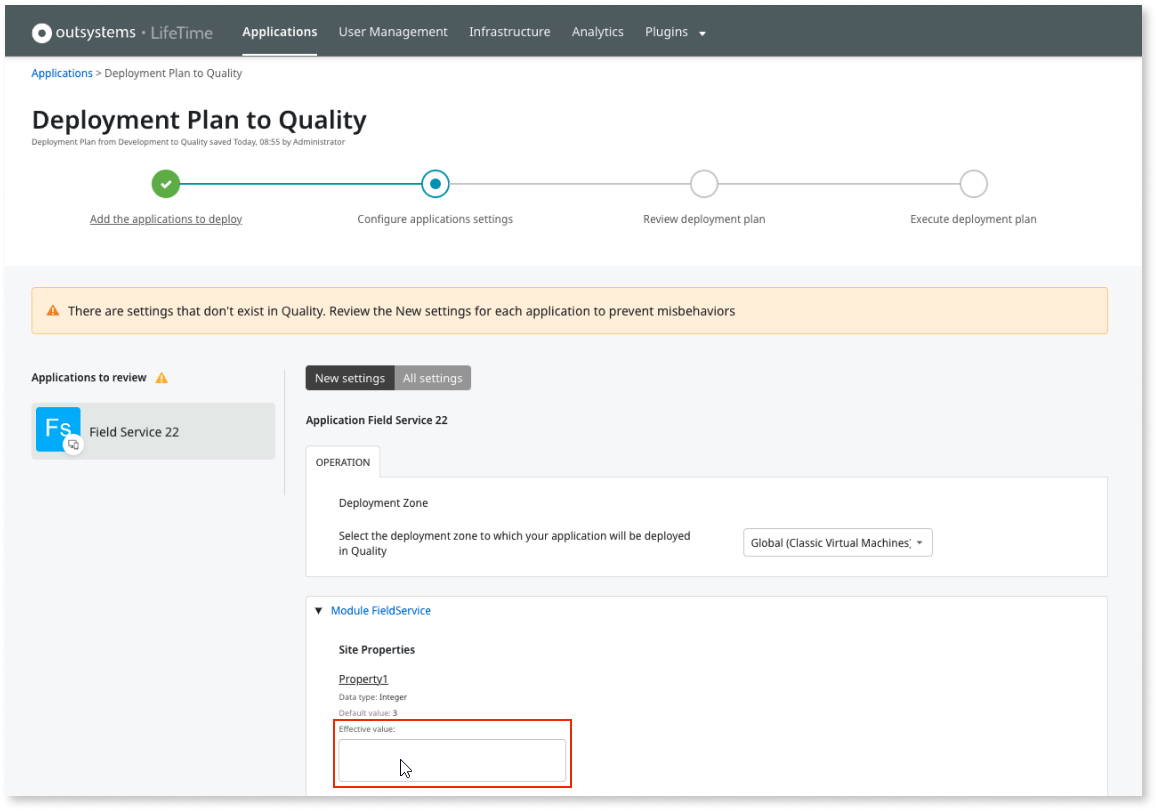 outsystems • LifeTime Applications User Management Infrastructure Analytics Plugins
Applications > Deployment Plan to Quality
Deployment Plan to Quality
Deployment Plan from Development to Quality saved Today, 08:55 by Administrator
Add the applications to deploy Configure applications settings Review deployment plan Execute deployment plan
There are settings that don't exist in Quality. Review the New settings for each application to prevent misbehaviors
Applications to review
New settings All settings
Fs Field Service 22
Application Field Service 22
OPERATION
Deployment Zone
Select the deployment zone to which your application will be deployed
in Quality
Global (Classic Virtual Machines)
Module FieldService
Site Properties
Property1
Data type: Integer
Default value: 3
Effective value: